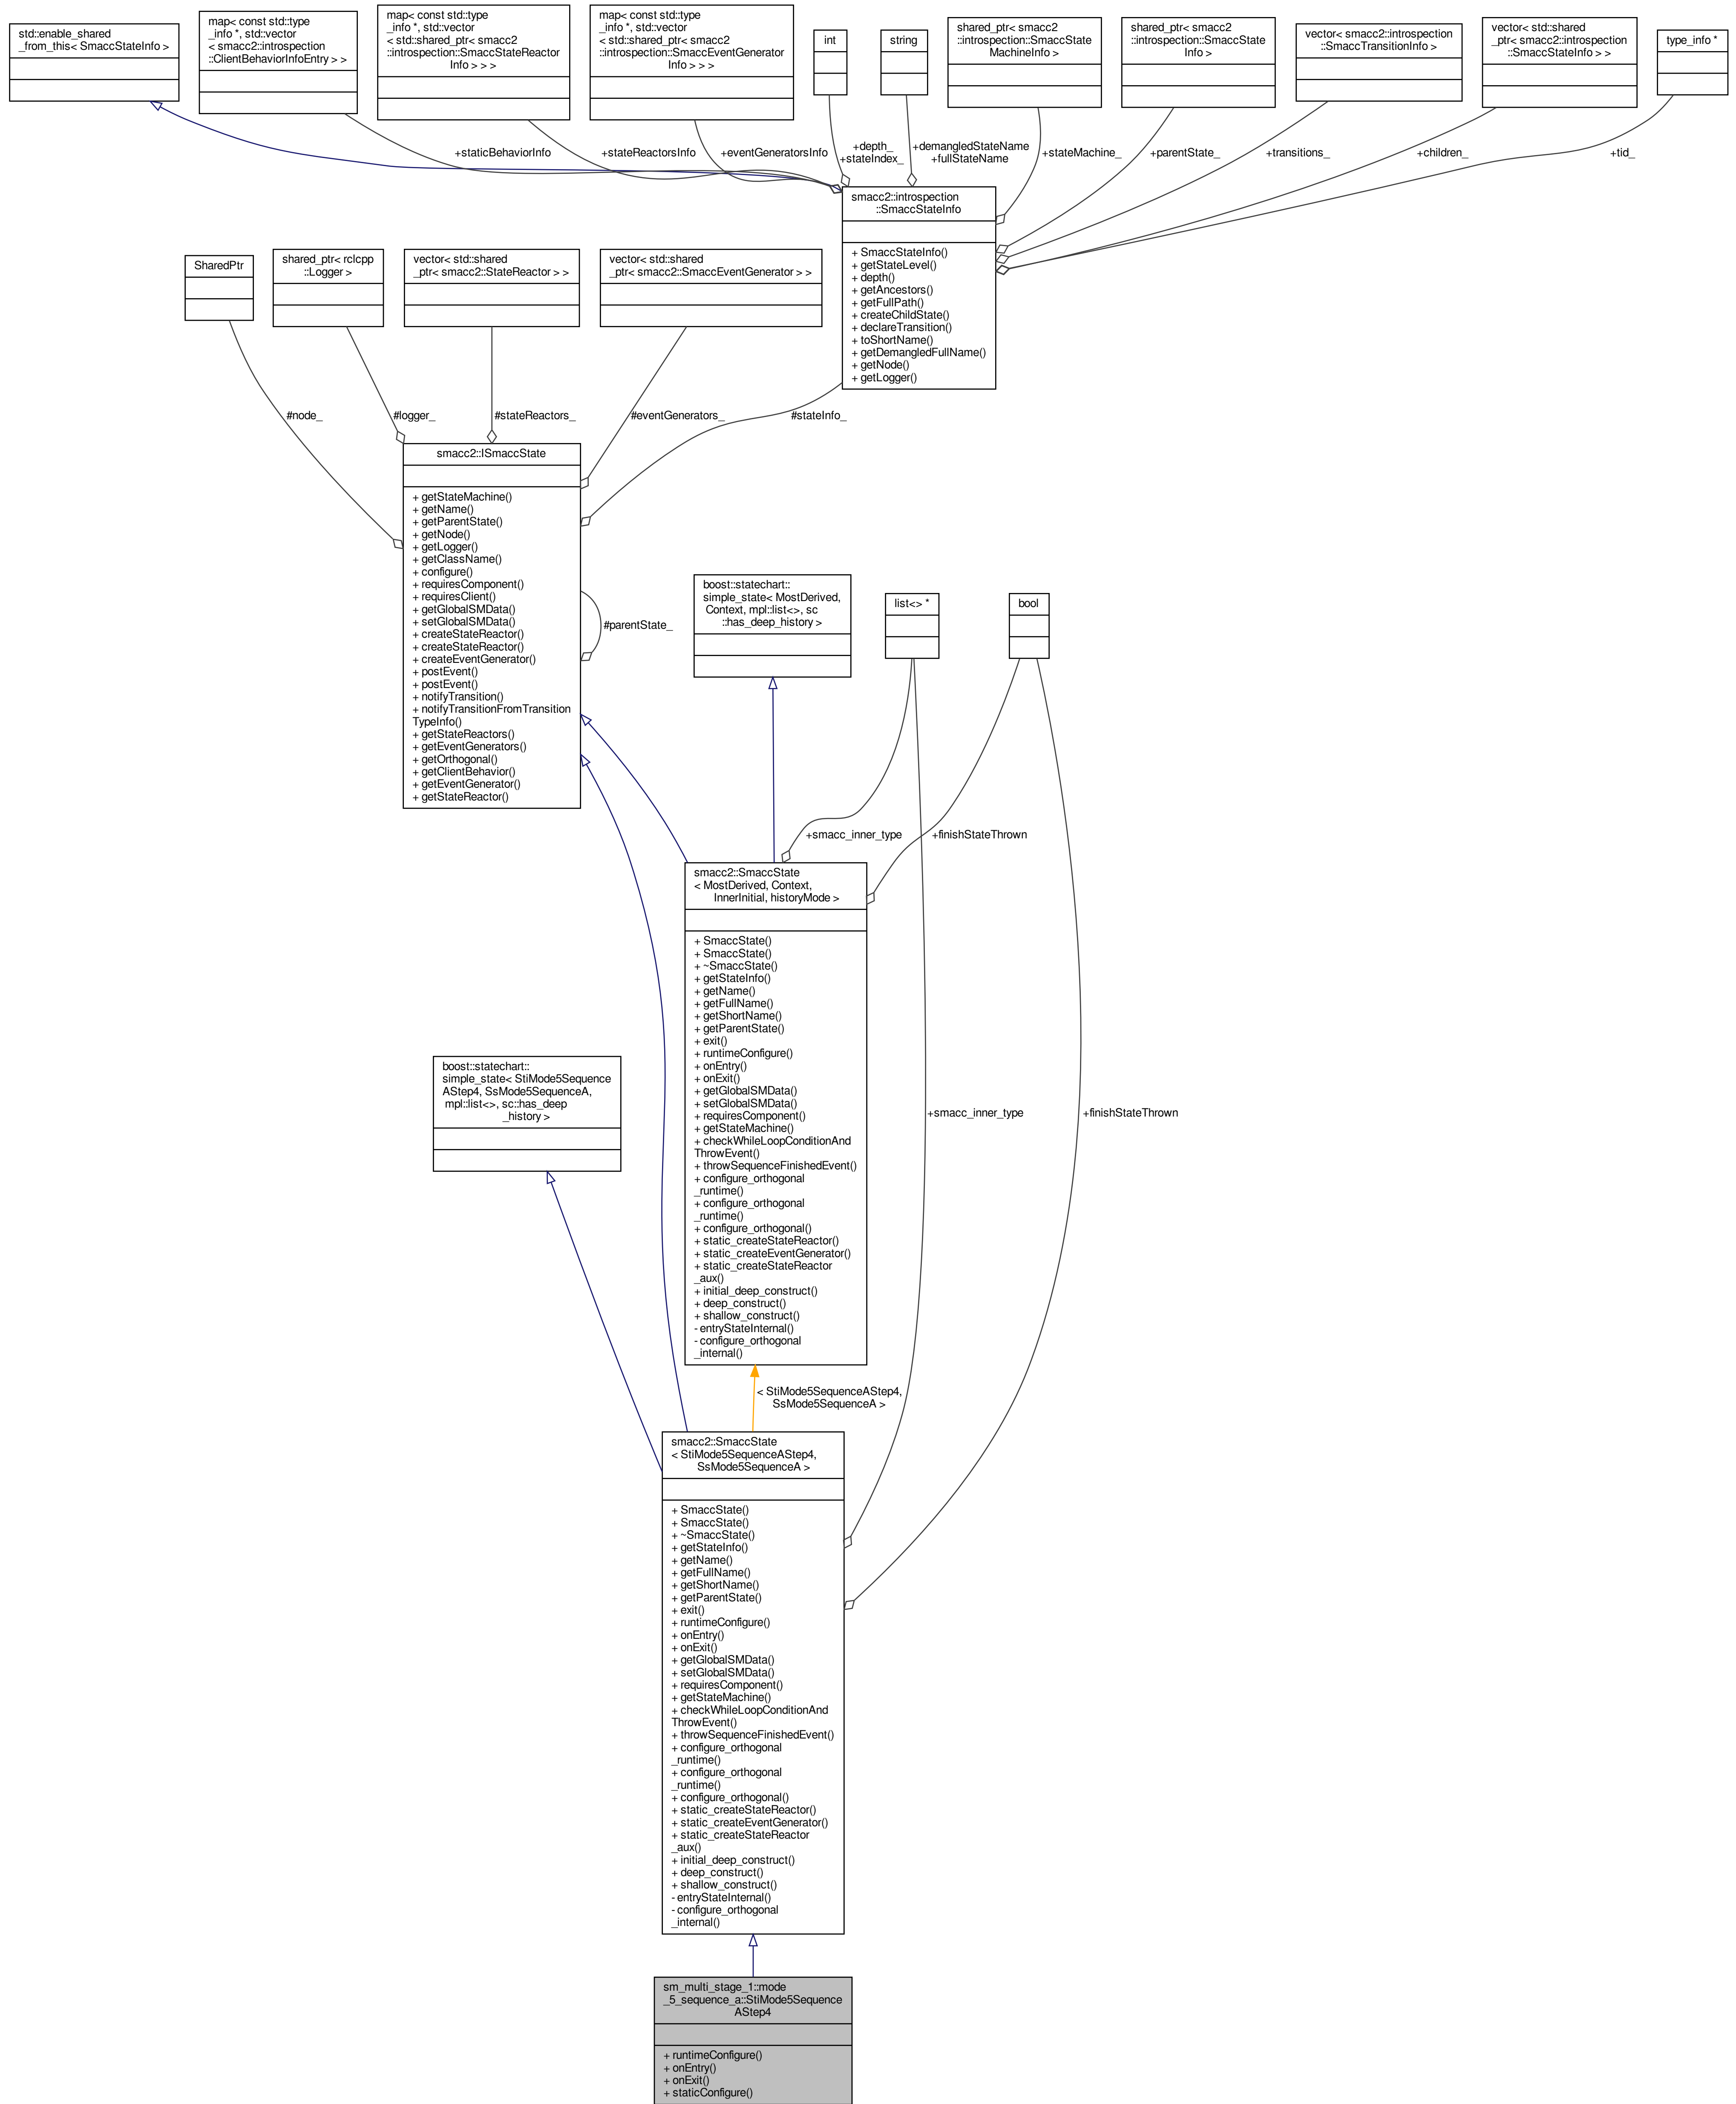 std::enable_shared
_from_this< SmaccStateInfo >
map< const std::type
_info *, std::vector
< smacc2::introspection
::ClientBehaviorInfoEntry > >
map< const std::type
_info *, std::vector
< std::shared_ptr< smacc2
::introspection::SmaccStateReactor
Info > > >
map< const std::type
_info *, std::vector
< std::shared_ptr< smacc2
::introspection::SmaccEventGenerator
Info > > >
int
string
shared_ptr< smacc2
::introspection::SmaccState
MachineInfo >
shared_ptr< smacc2
::introspection::SmaccState
Info >
vector< smacc2::introspection
::SmaccTransitionInfo >
vector< std::shared
_ptr< smacc2::introspection
::SmaccStateInfo > >
type_info *
+staticBehaviorInfo
+stateReactorsInfo
+eventGeneratorsInfo
+depth_
+stateIndex_
+demangledStateName
+fullStateName
+stateMachine_
+parentState_
+transitions_
+children_
+tid_
smacc2::introspection
::SmaccStateInfo
+ SmaccStateInfo()
+ getStateLevel()
+ depth()
+ getAncestors()
+ getFullPath()
+ createChildState()
+ declareTransition()
+ toShortName()
+ getDemangledFullName()
+ getNode()
+ getLogger()
SharedPtr
shared_ptr< rclcpp
::Logger >
vector< std::shared
_ptr< smacc2::StateReactor > >
vector< std::shared
_ptr< smacc2::SmaccEventGenerator > >
#node_
#logger_
#stateReactors_
#eventGenerators_
#stateInfo_
smacc2::ISmaccState
+ getStateMachine()
+ getName()
+ getParentState()
+ getNode()
+ getLogger()
+ getClassName()
+ configure()
+ requiresComponent()
+ requiresClient()
+ getGlobalSMData()
+ setGlobalSMData()
+ createStateReactor()
+ createStateReactor()
+ createEventGenerator()
+ postEvent()
+ postEvent()
+ notifyTransition()
+ notifyTransitionFromTransition
TypeInfo()
+ getStateReactors()
+ getEventGenerators()
+ getOrthogonal()
+ getClientBehavior()
+ getEventGenerator()
+ getStateReactor()
#parentState_
boost::statechart::
simple_state< MostDerived,
Context, mpl::list<>, sc
::has_deep_history >
list<> *
bool
+smacc_inner_type
+finishStateThrown
smacc2::SmaccState
< MostDerived, Context,
InnerInitial, historyMode >
+ SmaccState()
+ SmaccState()
+ ~SmaccState()
+ getStateInfo()
+ getName()
+ getFullName()
+ getShortName()
+ getParentState()
+ exit()
+ runtimeConfigure()
+ onEntry()
+ onExit()
+ getGlobalSMData()
+ setGlobalSMData()
+ requiresComponent()
+ getStateMachine()
+ checkWhileLoopConditionAnd
ThrowEvent()
+ throwSequenceFinishedEvent()
+ configure_orthogonal
_runtime()
+ configure_orthogonal
_runtime()
+ configure_orthogonal()
+ static_createStateReactor()
+ static_createEventGenerator()
+ static_createStateReactor
_aux()
+ initial_deep_construct()
+ deep_construct()
+ shallow_construct()
- entryStateInternal()
- configure_orthogonal
_internal()
boost::statechart::
simple_state< StiMode5Sequence
AStep4, SsMode5SequenceA,
mpl::list<>, sc::has_deep
_history >
+smacc_inner_type
+finishStateThrown
< StiMode5SequenceAStep4,
SsMode5SequenceA >
smacc2::SmaccState
< StiMode5SequenceAStep4,
SsMode5SequenceA >
+ SmaccState()
+ SmaccState()
+ ~SmaccState()
+ getStateInfo()
+ getName()
+ getFullName()
+ getShortName()
+ getParentState()
+ exit()
+ runtimeConfigure()
+ onEntry()
+ onExit()
+ getGlobalSMData()
+ setGlobalSMData()
+ requiresComponent()
+ getStateMachine()
+ checkWhileLoopConditionAnd
ThrowEvent()
+ throwSequenceFinishedEvent()
+ configure_orthogonal
_runtime()
+ configure_orthogonal
_runtime()
+ configure_orthogonal()
+ static_createStateReactor()
+ static_createEventGenerator()
+ static_createStateReactor
_aux()
+ initial_deep_construct()
+ deep_construct()
+ shallow_construct()
- entryStateInternal()
- configure_orthogonal
_internal()
sm_multi_stage_1::mode
_5_sequence_a::StiMode5Sequence
AStep4
+ runtimeConfigure()
+ onEntry()
+ onExit()
+ staticConfigure()